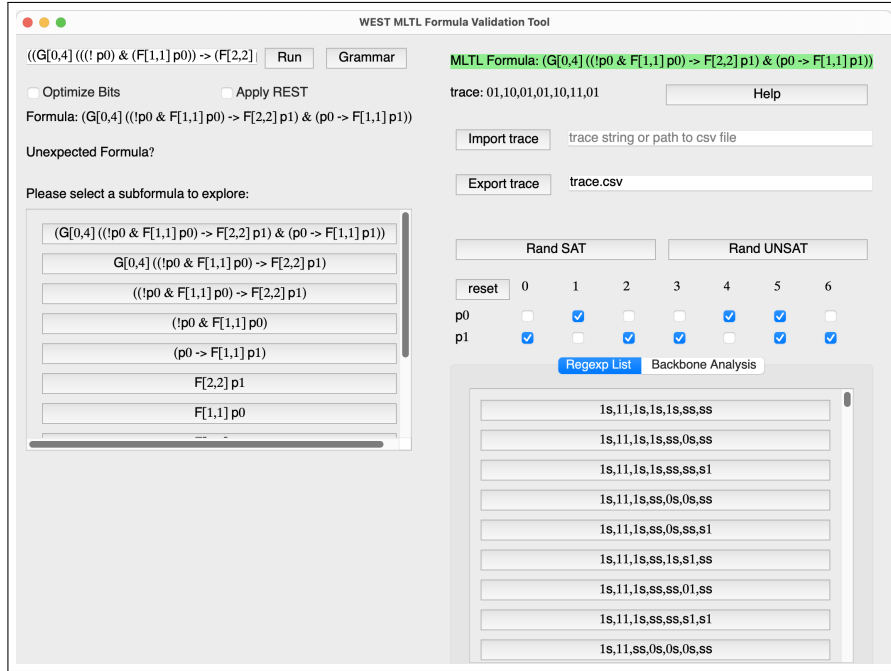 WEST MLTL Formula Validation Tool
((G[0,4] (((! p0) & (F[1,1] p0)) -> (F[2,2] Run Grammar
Optimize Bits Apply REST
Formula: (G[0,4] ((!p0 & F[1,1] p0) -> F[2,2] p1) & (p0 -> F[1,1] p1))
Unexpected Formula?
Please select a subformula to explore:
(G[0,4] ((!p0 & F[1,1] p0) -> F[2,2] p1) & (p0 -> F[1,1] p1))
G[0,4] ((!p0 & F[1,1] p0) -> F[2,2] p1)
((!p0 & F[1,1] p0) -> F[2,2] p1)
(!p0 & F[1,1] p0)
(p0 -> F[1,1] p1)
F[2,2] p1
F[1,1] p0
MLTL Formula: (G[0,4] ((!p0 & F[1,1] p0) -> F[2,2] p1) & (p0 -> F[1,1] p1))
trace: 01,10,01,01,10,11,01 Help
Import trace trace string or path to csv file
Export trace trace.csv
Rand SAT Rand UNSAT
reset 0 1 2 3 4 5 6
p0
p1
Regexp List Backbone Analysis
1s,11,1s,1s,1s,ss,ss
1s,11,1s,1s,ss,0s,ss
1s,11,1s,1s,ss,ss,s1
1s,11,1s,ss,0s,0s,ss
1s,11,1s,ss,0s,ss,s1
1s,11,1s,ss,1s,s1,ss
1s,11,1s,ss,ss,01,ss
1s,11,1s,ss,ss,s1,s1
1s,11,ss,0s,0s,0s,ss